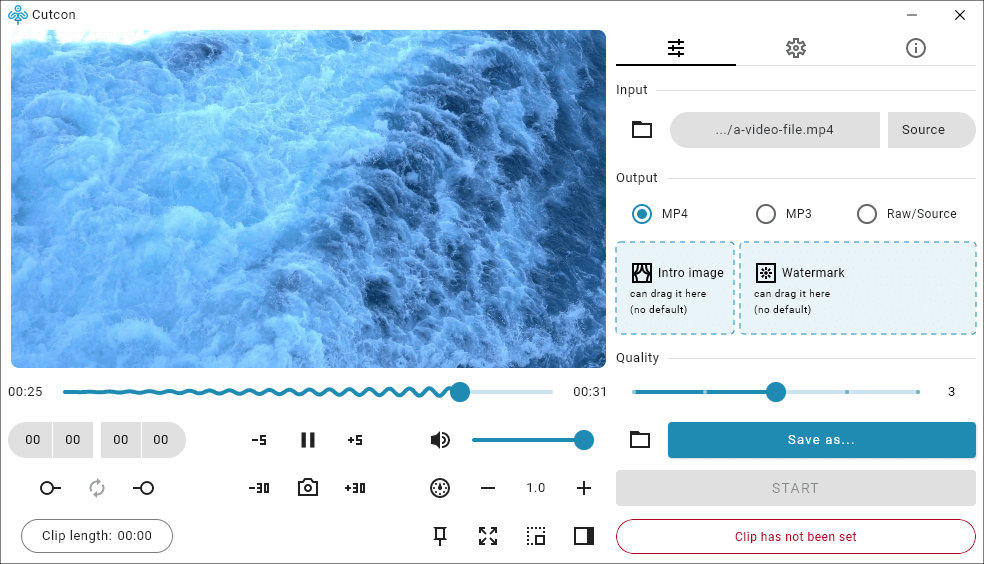 Cutcon
Input
.../a-video-file.mp4
Source
Output
MP4
MP3
Raw/Source
Intro image
can drag it here
(no default)
Watermark
can drag it here
(no default)
Quality
00:25
00:31
3
00 00 00 00
-5
+5
Save as...
-30
+30
1.0
START
Clip length: 00:00
Clip has not been set